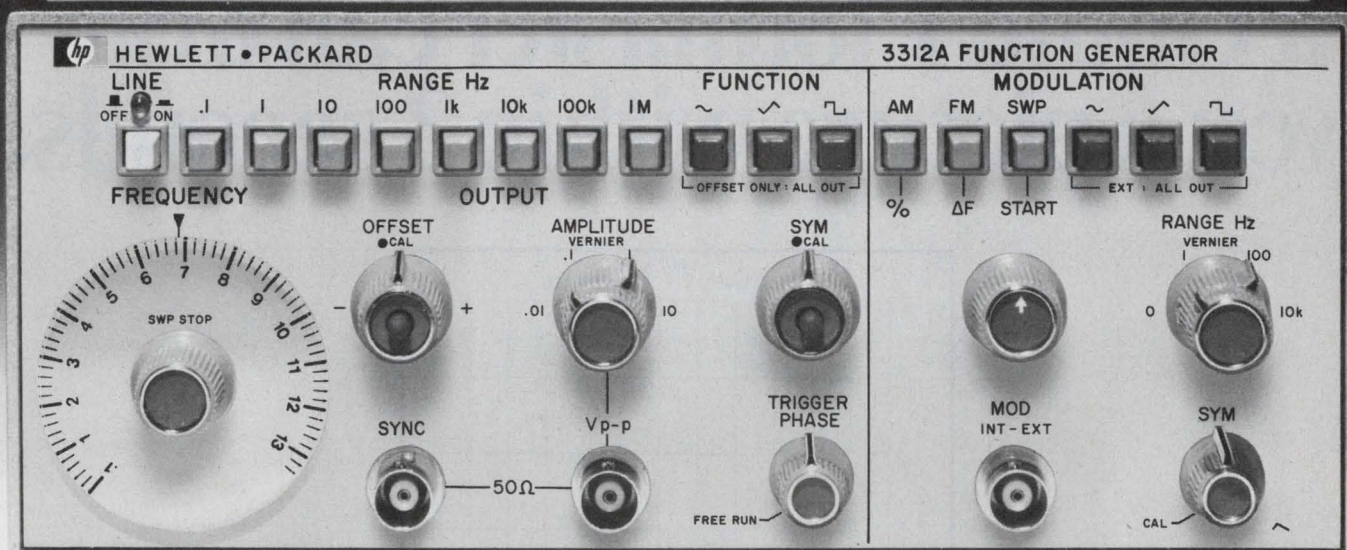 hp HEWLETT•PACKARD
3312A FUNCTION GENERATOR
LINE
OFF ON
RANGE Hz
.1 1 10 100 1k 10k 100k 1M
FUNCTION
OFFSET ONLY : ALL OUT
MODULATION
AM FM SWP
% ΔF START
EXT : ALL OUT
FREQUENCY
.1 1 2 3 4 5 6 7 8 9 10 11 12 13
SWP STOP
OUTPUT
OFFSET
CAL
- +
AMPLITUDE
VERNIER
.01 .1 1 10
SYM
CAL
RANGE Hz
VERNIER
0 1 100 10k
SYNC
50Ω
Vp-p
TRIGGER
PHASE
FREE RUN
MOD
INT-EXT
SYM
CAL